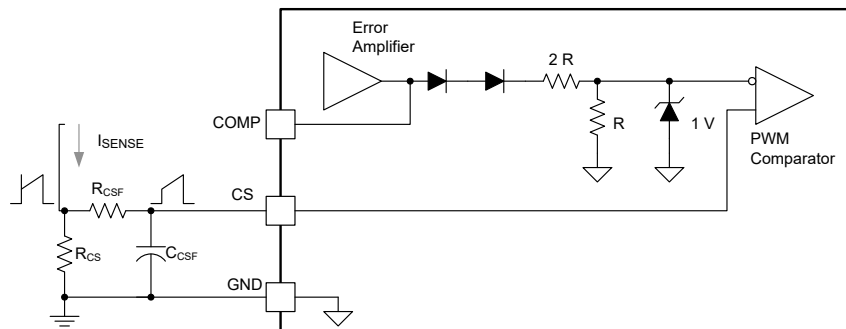 Error
Amplifier
2 R
COMP
R
1 V
PWM
Comparator
ISENSE
RCSF
CS
RCS
CCSF
GND